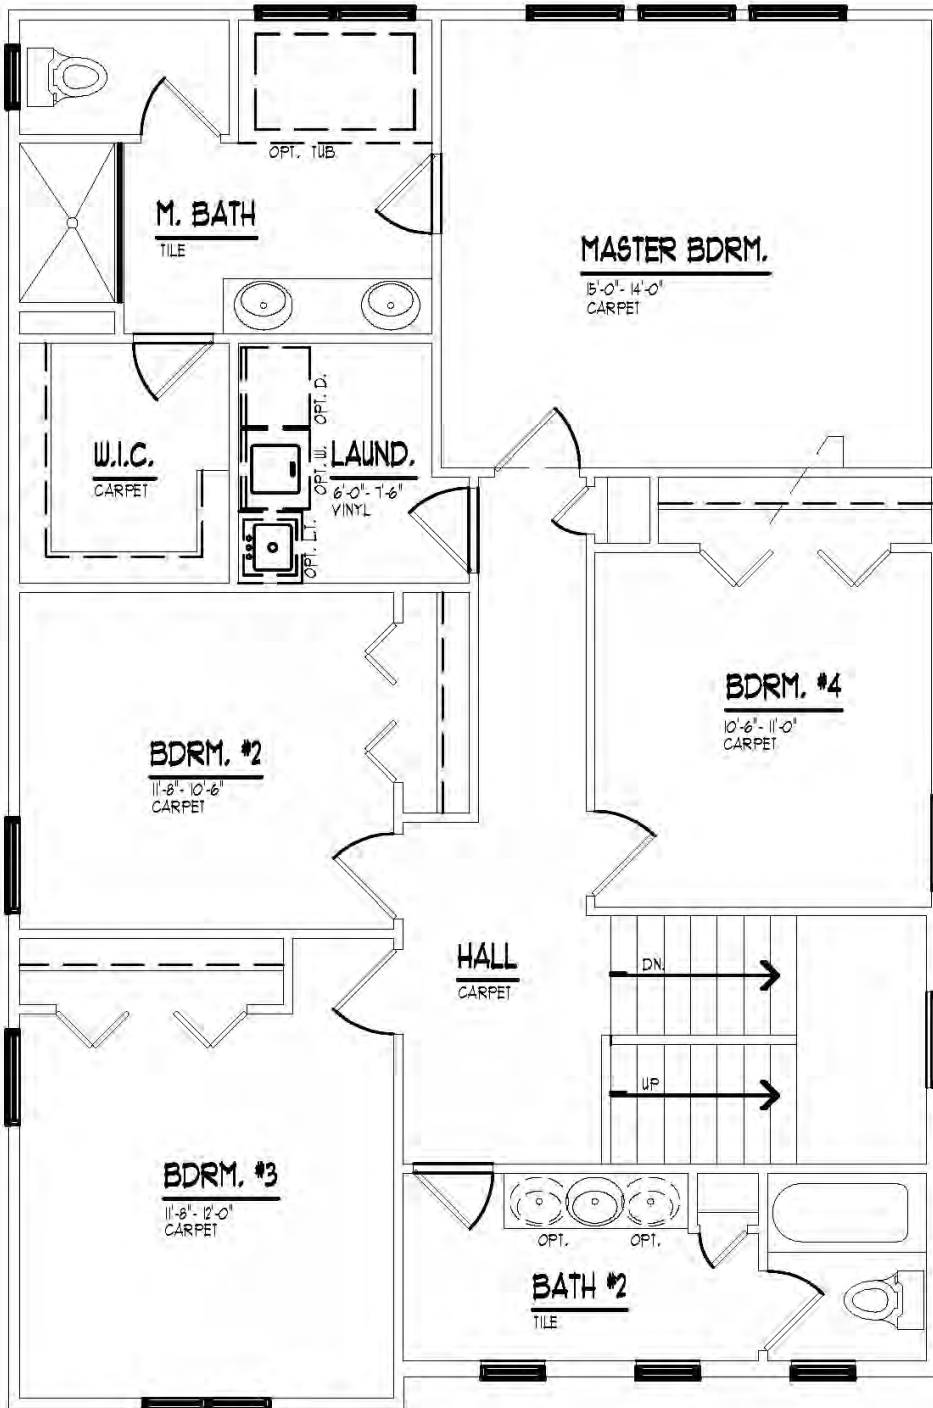 OPT. TUB
M. BATH
TILE
MASTER BDRM.
15'-0"- 14'-0"
CARPET
W.I.C.
CARPET
OPT. D.
OPT. W.
OPT. L.T.
LAUND.
6'-0"- 7'-6"
VINYL
BDRM. #2
11'-8"- 10'-6"
CARPET
BDRM. #4
10'-6"- 11'-0"
CARPET
HALL
CARPET
DN.
UP
BDRM. #3
11'-8"- 12'-0"
CARPET
OPT.
OPT.
BATH #2
TILE